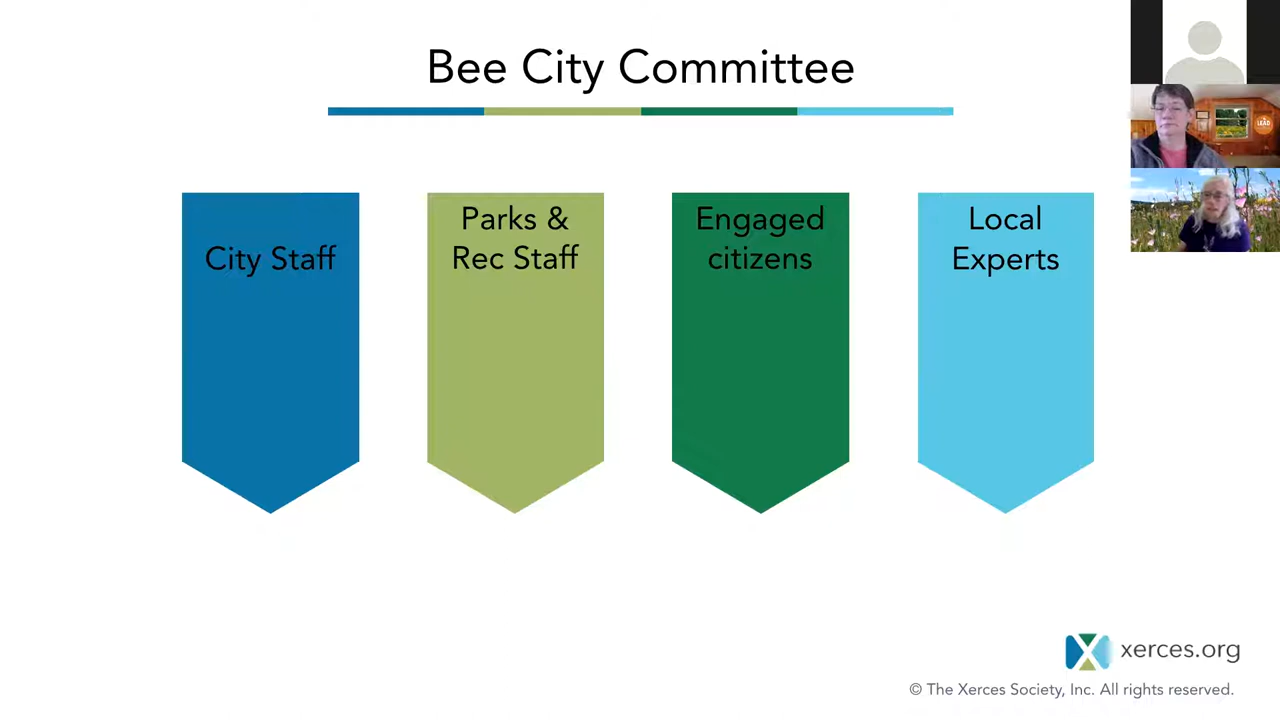 Bee City Committee
City Staff
Parks &
Rec Staff
Engaged
citizens
Local
Experts
LEAD
xerces.org
© The Xerces Society, Inc. All rights reserved.